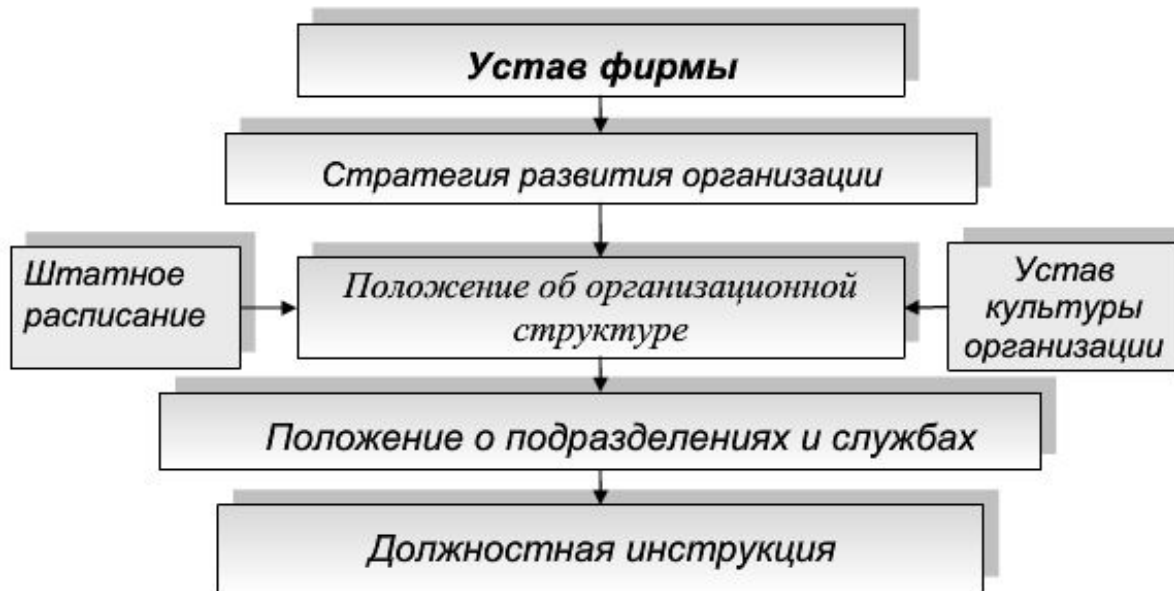 Устав фирмы
Стратегия развития организации
Штатное
расписание
Положение об организационной
структуре
Устав
культуры
организации
Положение о подразделениях и службах
Должностная инструкция